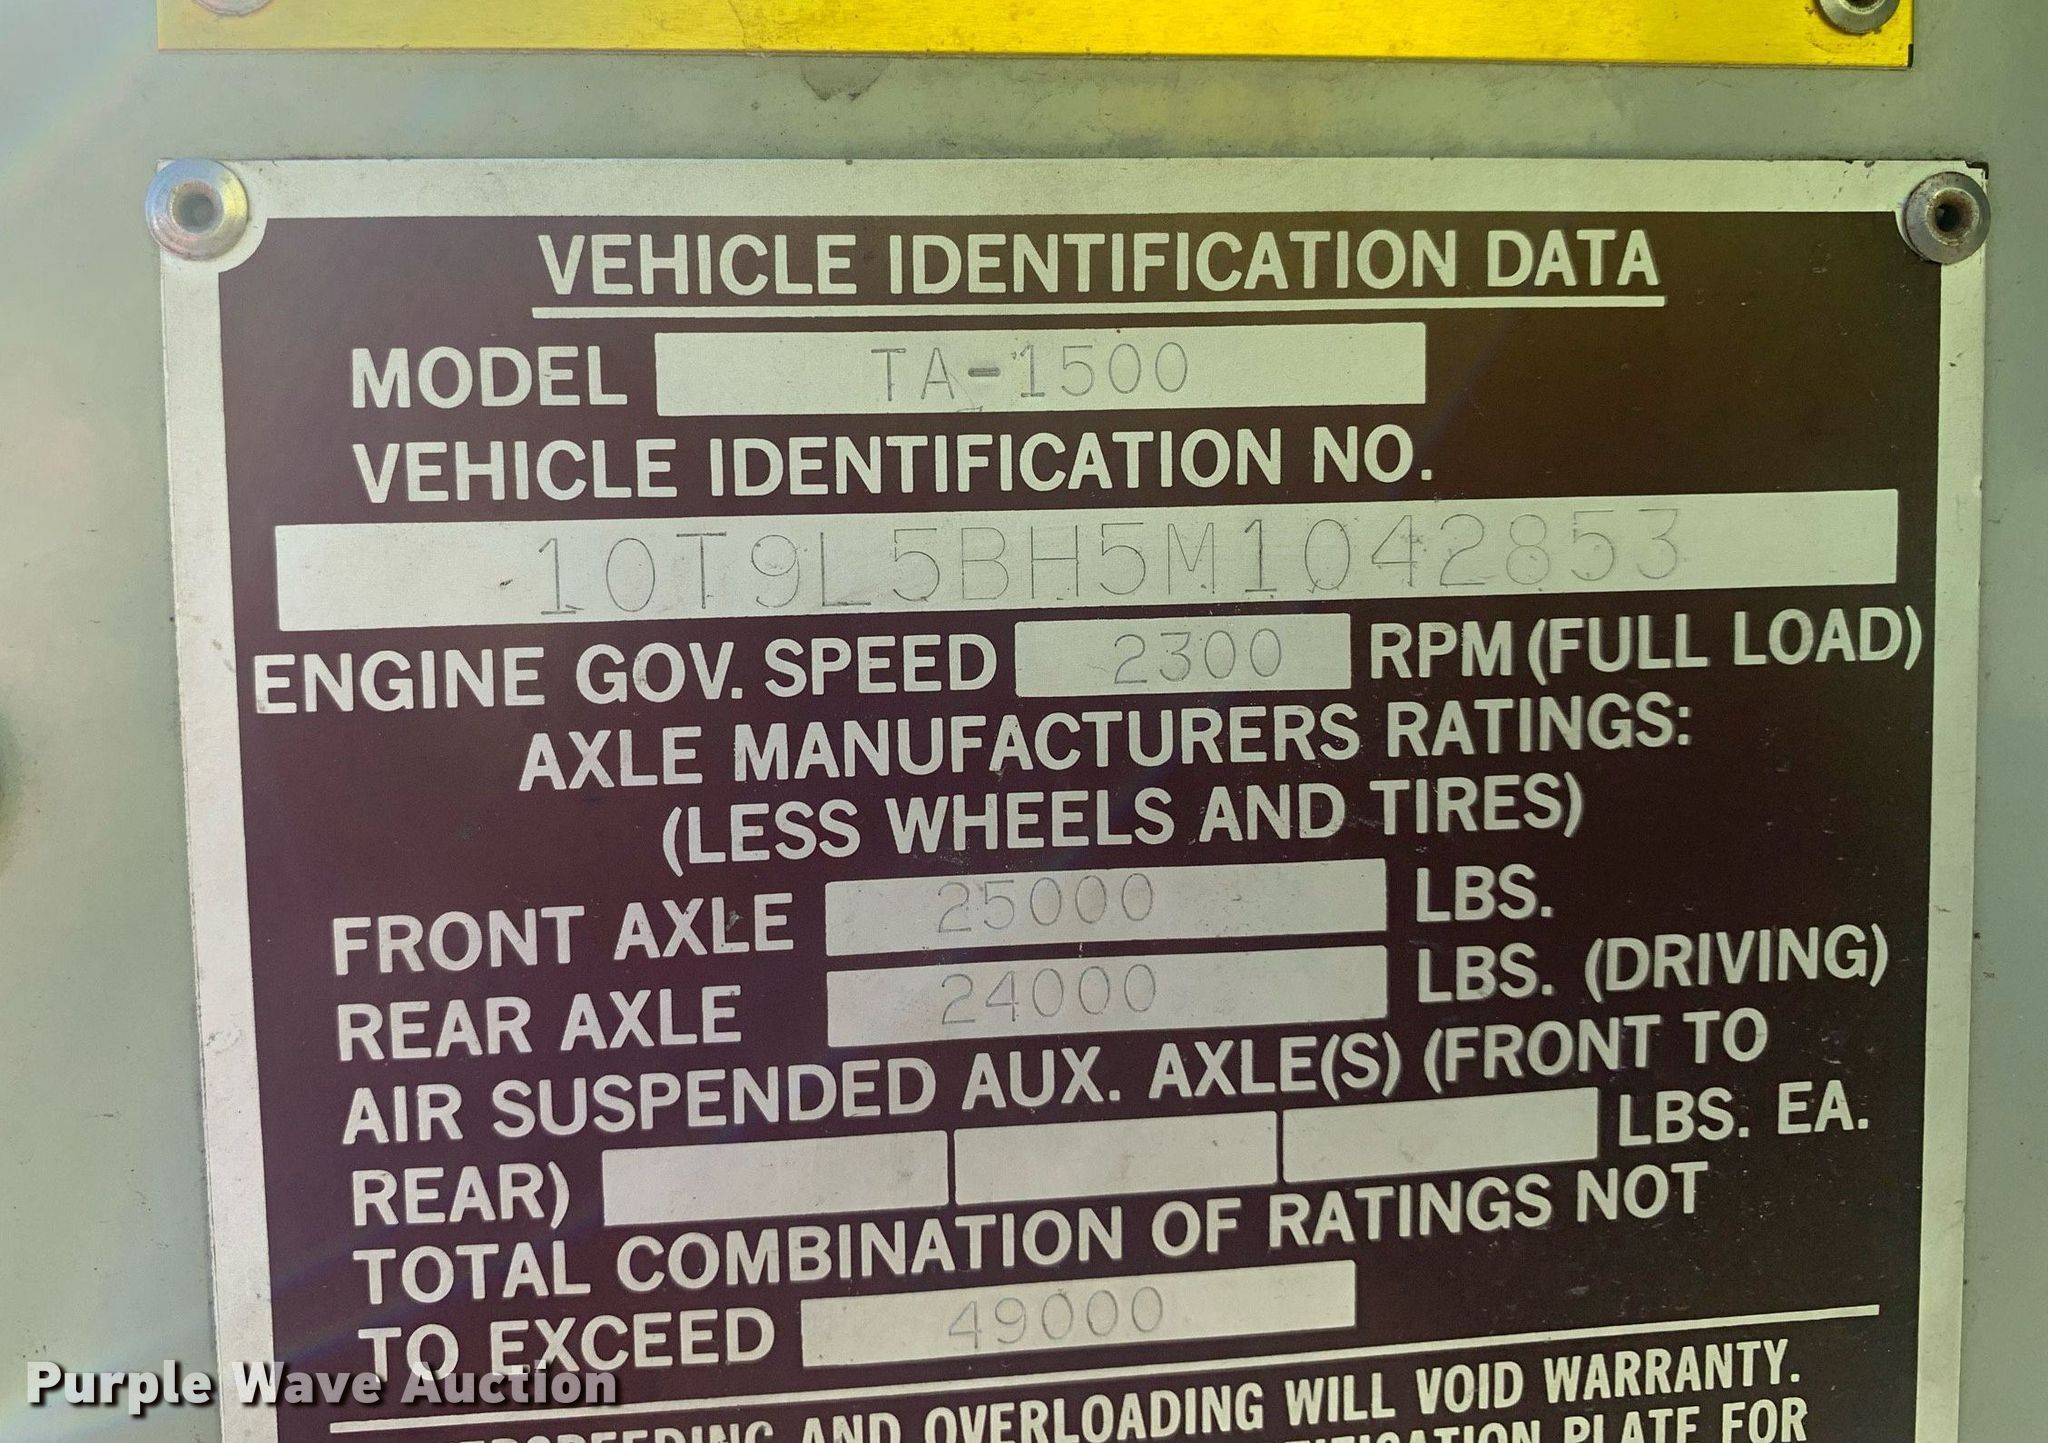 VEHICLE IDENTIFICATION DATA
MODEL TA-1500
VEHICLE IDENTIFICATION NO.
10T9L5BH5M1042853
ENGINE GOV. SPEED 2300 RPM (FULL LOAD)
AXLE MANUFACTURERS RATINGS:
(LESS WHEELS AND TIRES)
FRONT AXLE 25000 LBS.
REAR AXLE 24000 LBS. (DRIVING)
AIR SUSPENDED AUX. AXLE(S) (FRONT TO
REAR) LBS. EA.
TOTAL COMBINATION OF RATINGS NOT
TO EXCEED 49000
AND OVERLOADING WILL VOID WARRANTY.
PLATE FOR
Purple Wave Auction